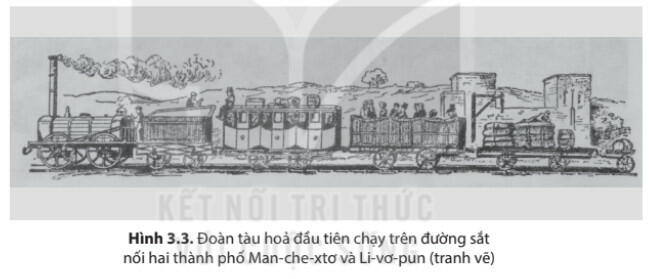 KẾT NỐI TRI THỨC
Hình 3.3. Đoàn tàu hoả đầu tiên chạy trên đường sắt
nối hai thành phố Man-che-xtơ và Li-vơ-pun (tranh vẽ)